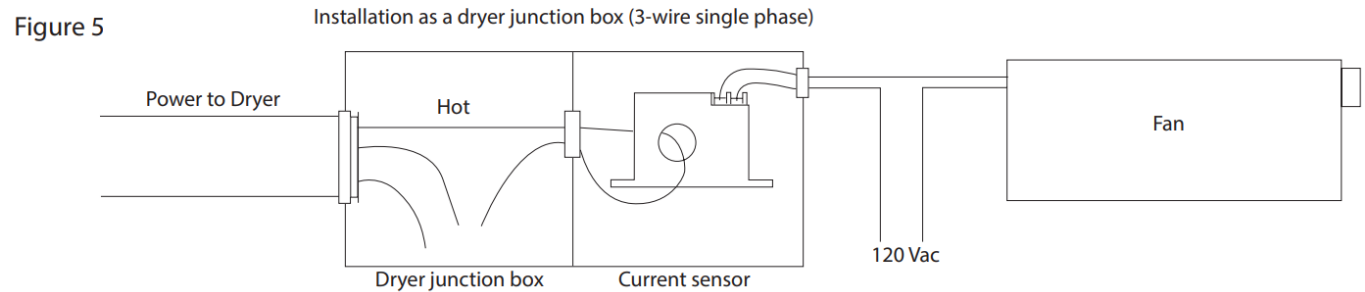 Figure 5
Installation as a dryer junction box (3-wire single phase)
Power to Dryer
Hot
Fan
120 Vac
Dryer junction box
Current sensor